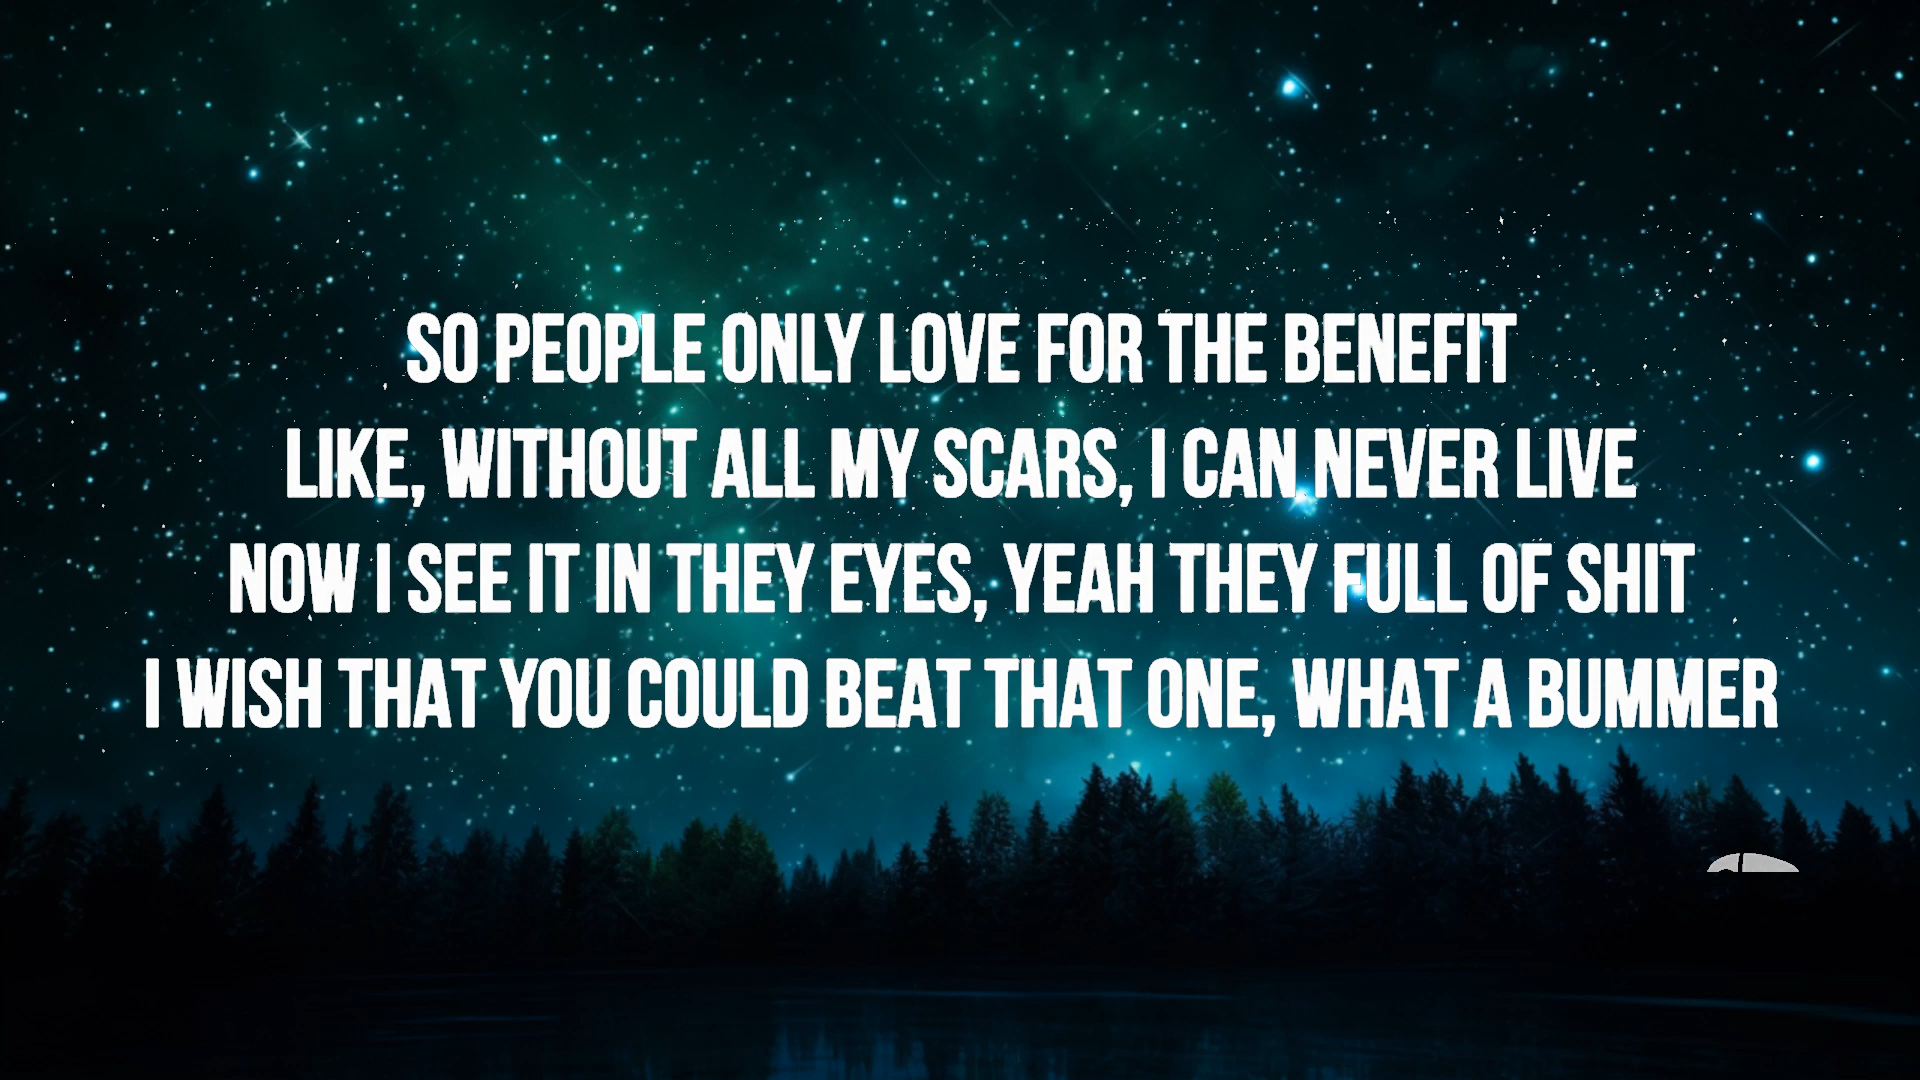 SO PEOPLE ONLY LOVE FOR THE BENEFIT
LIKE, WITHOUT ALL MY SCARS, I CAN NEVER LIVE
NOW I SEE IT IN THEY EYES, YEAH THEY FULL OF SHIT
I WISH THAT YOU COULD BEAT THAT ONE, WHAT A BUMMER